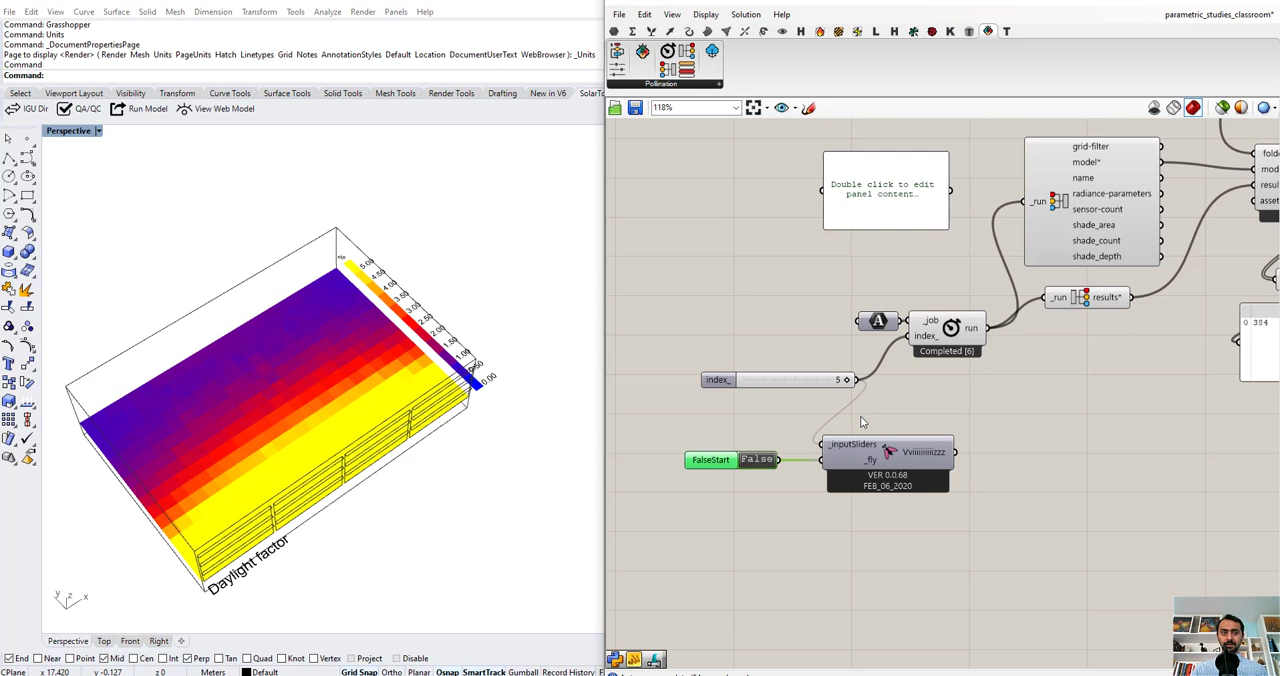 File Edit View Curve Surface Solid Mesh Dimension Transform Tools Analyze Render Panels Help
Command: Grasshopper
Command: Units
Command: _DocumentPropertiesPage
Page to display <Render> ( Render Mesh Units PageUnits Hatch Linetypes Grid Notes AnnotationStyles Default Location DocumentUserText WebBrowser): _Units
Command
Command:
Select Viewport Layout Visibility Transform Curve Tools Surface Tools Solid Tools Mesh Tools Render Tools Drafting New in V6
IGU Dir QA/QC Run Model View Web Model
Perspective
%
5.00
4.50
4.00
3.50
3.00
2.50
2.00
1.50
1.00
0.50
0.00
Daylight factor
y z x
Perspective Top Front Right
End Near Point Mid Cen Int Perp Tan Quad Knot Vertex Project Disable
CPlane x 17.420 y -0.127 z 0 Meters Default Grid Snap Ortho Planar Osnap SmartTrack Gumball Record History
File Edit View Display Solution Help
parametric_studies_classroom*
Pollination
118%
Double click to edit
panel content…
_run
grid-filter
model*
name
radiance-parameters
sensor-count
shade_area
shade_count
shade_depth
_run results*
A
_job
index_
run
Completed [6]
index_ 5
FalseStart False
_inputSliders
_fly
Vviiiiiiiiiizzz
VER 0.0.68
FEB_06_2020
0 384